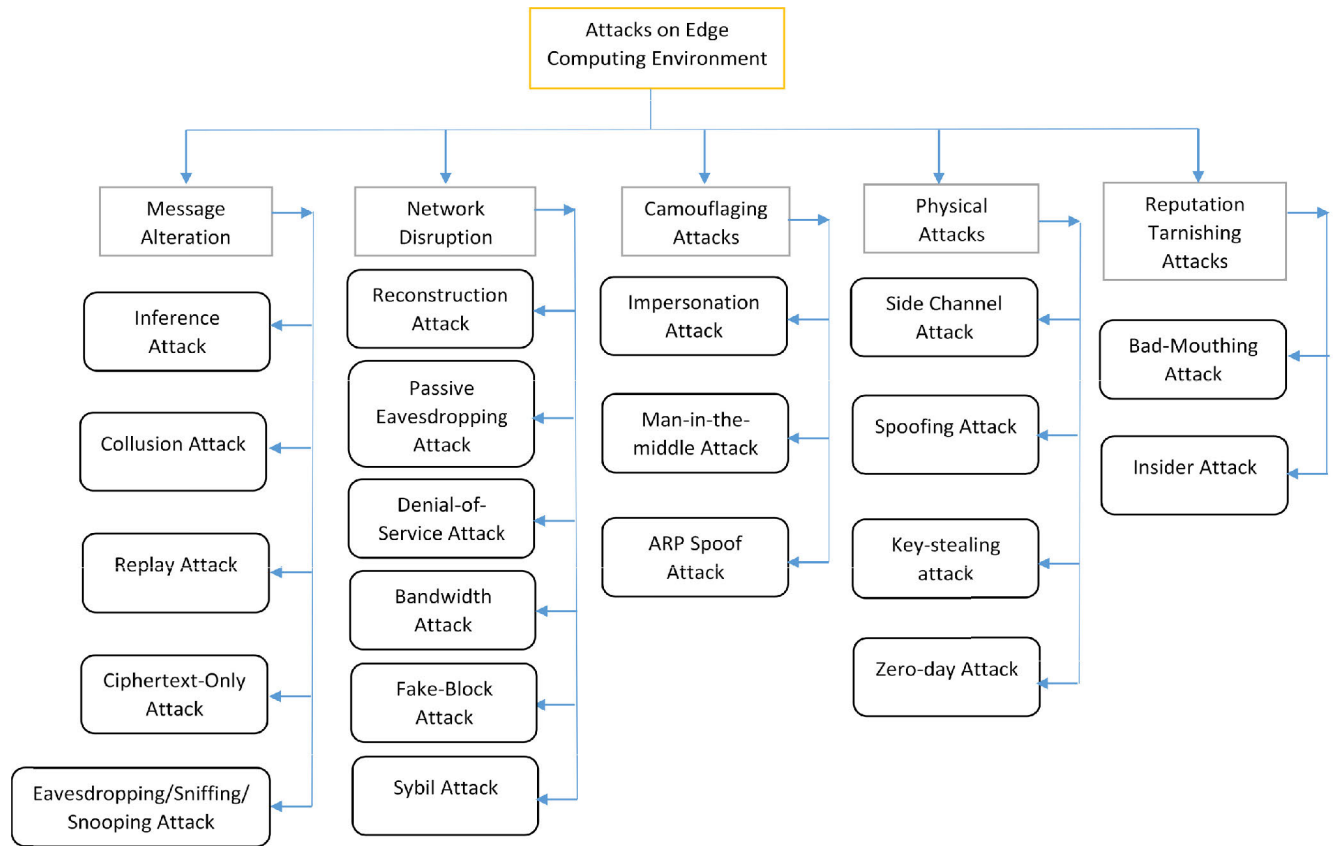 Attacks on Edge
Computing Environment
Message
Alteration
Network
Disruption
Camouflaging
Attacks
Physical
Attacks
Reputation
Tarnishing
Attacks
Inference
Attack
Collusion Attack
Replay Attack
Ciphertext-Only
Attack
Eavesdropping/Sniffing/
Snooping Attack
Reconstruction
Attack
Passive
Eavesdropping
Attack
Denial-of-
Service Attack
Bandwidth
Attack
Fake-Block
Attack
Sybil Attack
Impersonation
Attack
Man-in-the-
middle Attack
ARP Spoof
Attack
Side Channel
Attack
Spoofing Attack
Key-stealing
attack
Zero-day Attack
Bad-Mouthing
Attack
Insider Attack